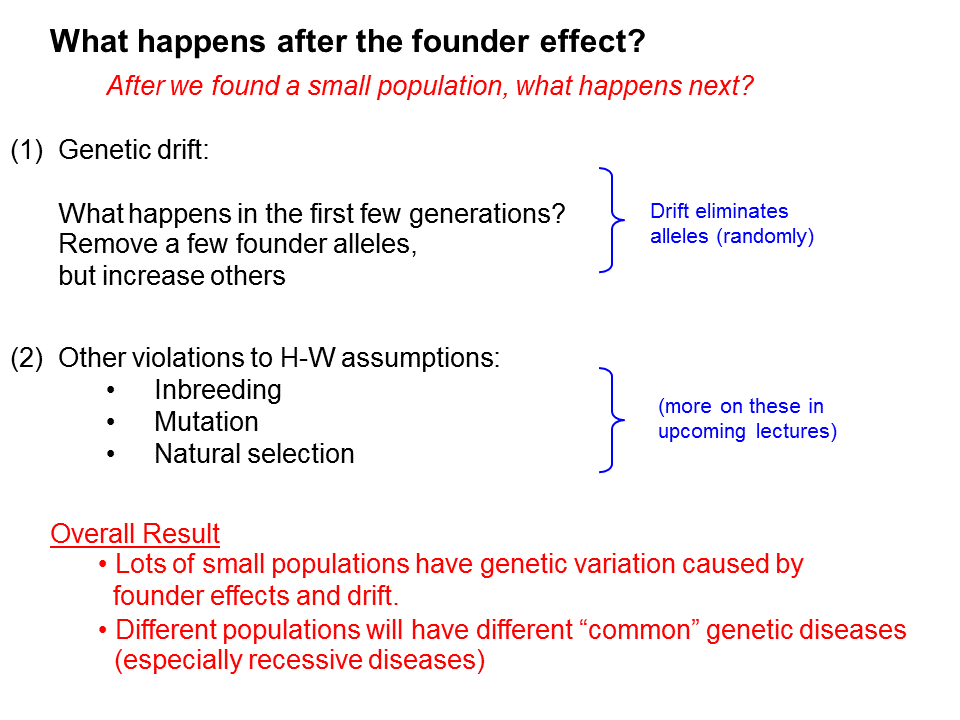 What happens after the founder effect?
After we found a small population, what happens next?
(1) Genetic drift:
What happens in the first few generations?
Remove a few founder alleles,
but increase others
Drift eliminates
alleles (randomly)
(2) Other violations to H-W assumptions:
• Inbreeding
• Mutation
• Natural selection
(more on these in
upcoming lectures)
Overall Result
• Lots of small populations have genetic variation caused by
founder effects and drift.
• Different populations will have different “common” genetic diseases
(especially recessive diseases)